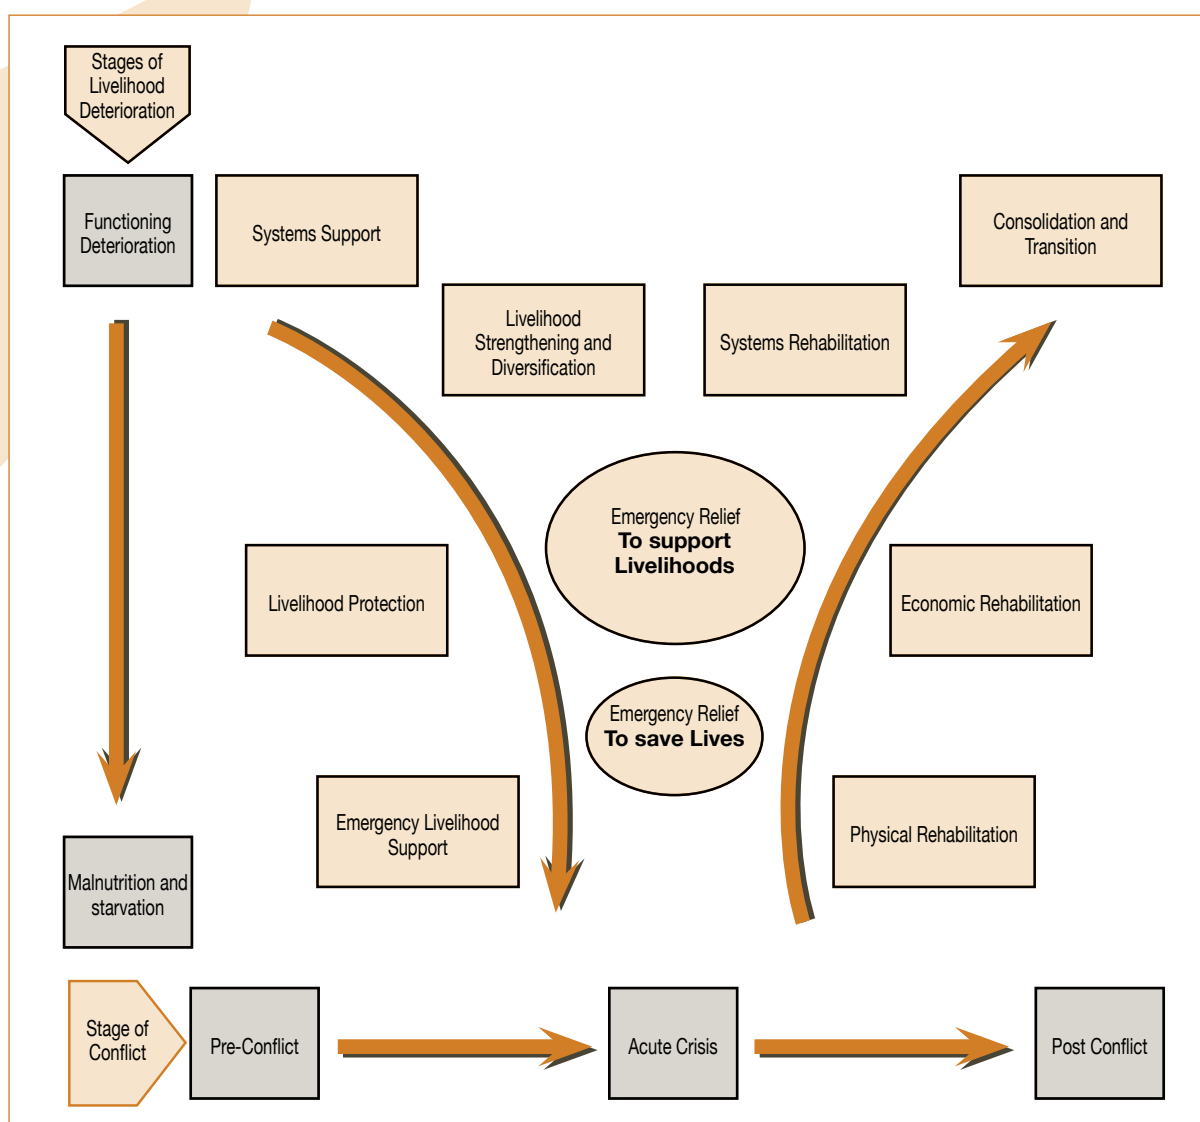 Stages of
Livelihood
Deterioration
Functioning
Deterioration
Systems Support
Consolidation and
Transition
Livelihood
Strengthening and
Diversification
Systems Rehabilitation
Emergency Relief
To support
Livelihoods
Livelihood Protection
Economic Rehabilitation
Emergency Relief
To save Lives
Emergency Livelihood
Support
Physical Rehabilitation
Malnutrition and
starvation
Stage of
Conflict
Pre-Conflict
Acute Crisis
Post Conflict